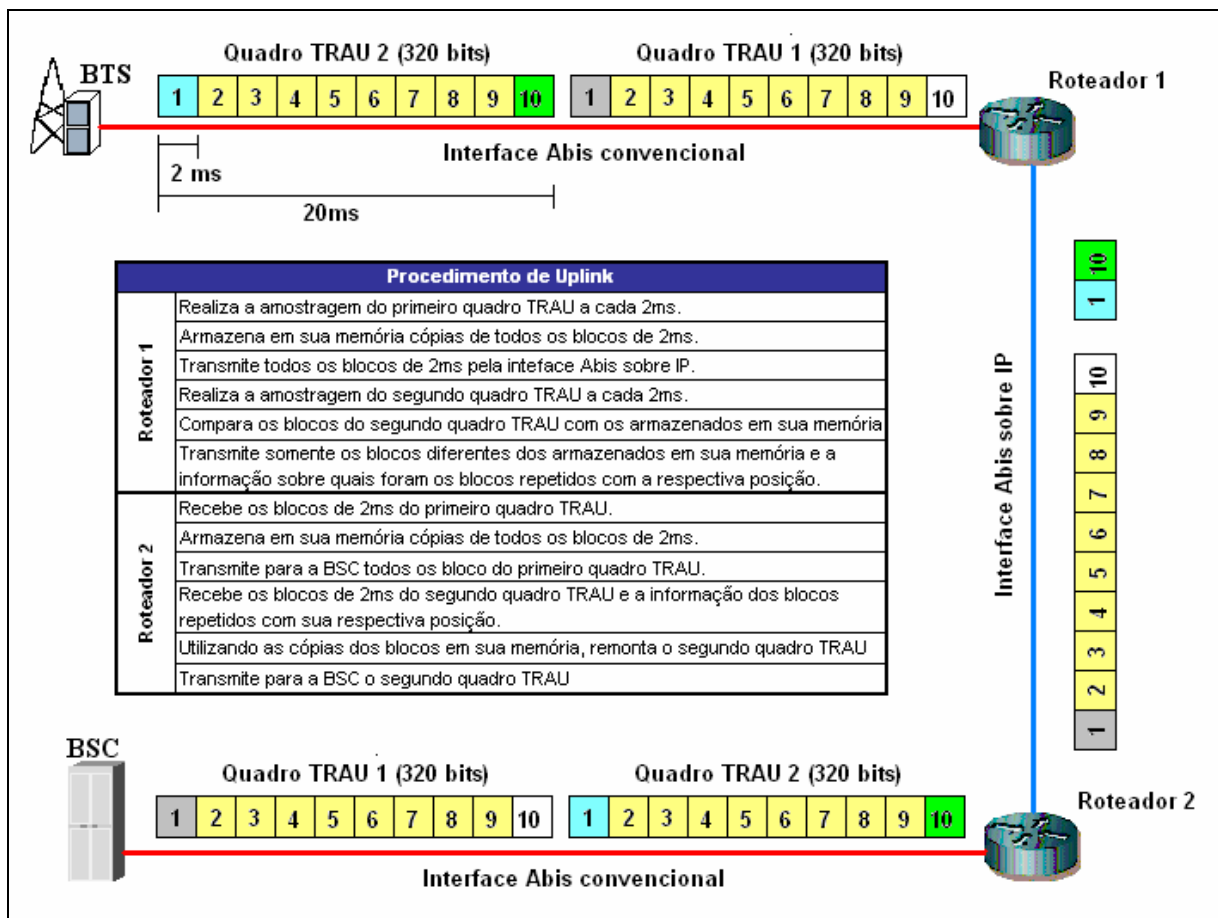 Quadro TRAU 2 (320 bits)
Quadro TRAU 1 (320 bits)
BTS
Roteador 1
1 2 3 4 5 6 7 8 9 10
1 2 3 4 5 6 7 8 9 10
Interface Abis convencional
2 ms
20ms
Procedimento de Uplink
Roteador 1
Realiza a amostragem do primeiro quadro TRAU a cada 2ms.
Armazena em sua memória cópias de todos os blocos de 2ms.
Transmite todos os blocos de 2ms pela inteface Abis sobre IP.
Realiza a amostragem do segundo quadro TRAU a cada 2ms.
Compara os blocos do segundo quadro TRAU com os armazenados em sua memória
Transmite somente os blocos diferentes dos armazenados em sua memória e a
informação sobre quais foram os blocos repetidos com a respectiva posição.
Roteador 2
Recebe os blocos de 2ms do primeiro quadro TRAU.
Armazena em sua memória cópias de todos os blocos de 2ms.
Transmite para a BSC todos os bloco do primeiro quadro TRAU.
Recebe os blocos de 2ms do segundo quadro TRAU e a informação dos blocos
repetidos com sua respectiva posição.
Utilizando as cópias dos blocos em sua memória, remonta o segundo quadro TRAU
Transmite para a BSC o segundo quadro TRAU
Interface Abis sobre IP
1 10
1 2 3 4 5 6 7 8 9 10
BSC
Quadro TRAU 1 (320 bits)
Quadro TRAU 2 (320 bits)
Roteador 2
1 2 3 4 5 6 7 8 9 10
1 2 3 4 5 6 7 8 9 10
Interface Abis convencional